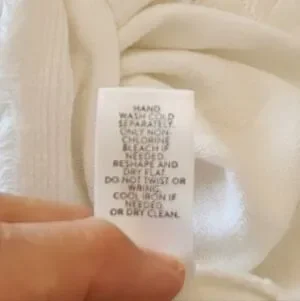 HAND
WASH COLD
SEPARATELY.
ONLY NON-
CHLORINE
BLEACH IF
NEEDED.
RESHAPE AND
DRY FLAT.
DO NOT TWIST OR
WRING.
COOL IRON IF
NEEDED.
OR DRY CLEAN.